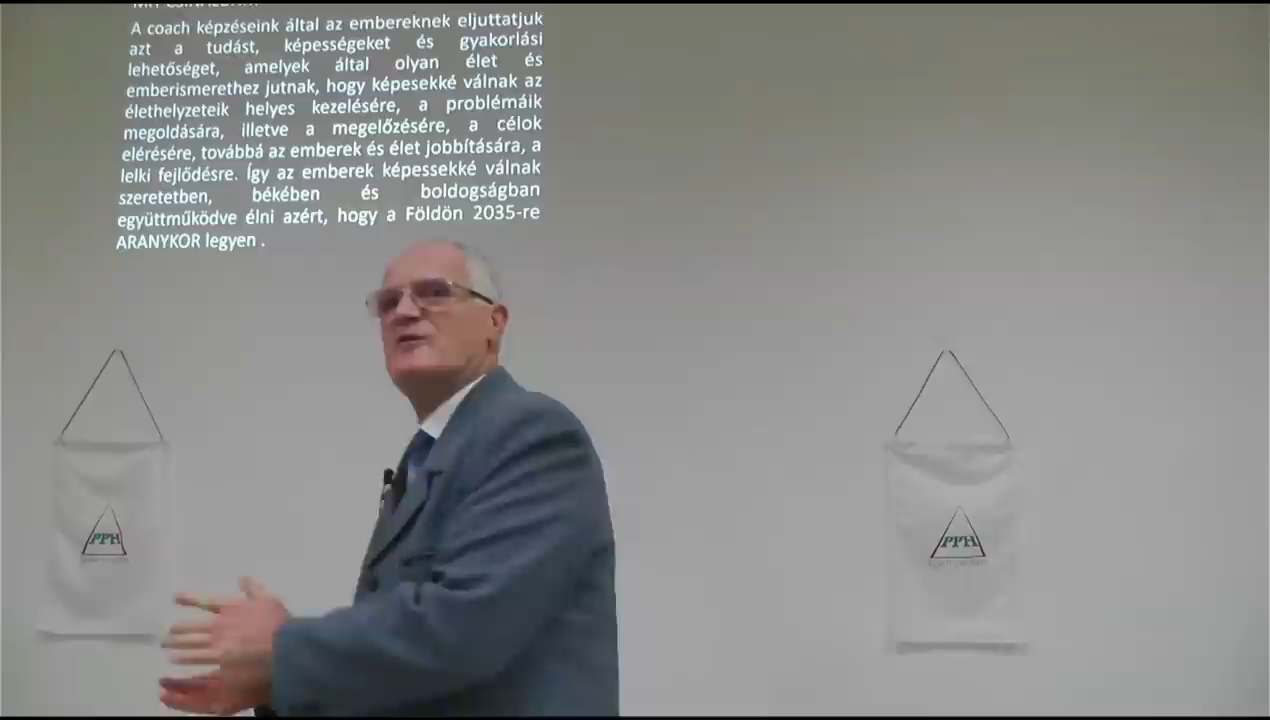 A coach képzéseink által az embereknek eljuttatjuk
azt a tudást, képességeket és gyakorlási
lehetőséget, amelyek által olyan élet és
emberismerethez jutnak, hogy képesekké válnak az
élethelyzeteik helyes kezelésére, a problémáik
megoldására, illetve a megelőzésére, a célok
elérésére, továbbá az emberek és élet jobbítására, a
lelki fejlődésre. Így az emberek képessekké válnak
szeretetben, békében és boldogságban
együttműködve élni azért, hogy a Földön 2035-re
ARANYKOR legyen .
PPH
PPH